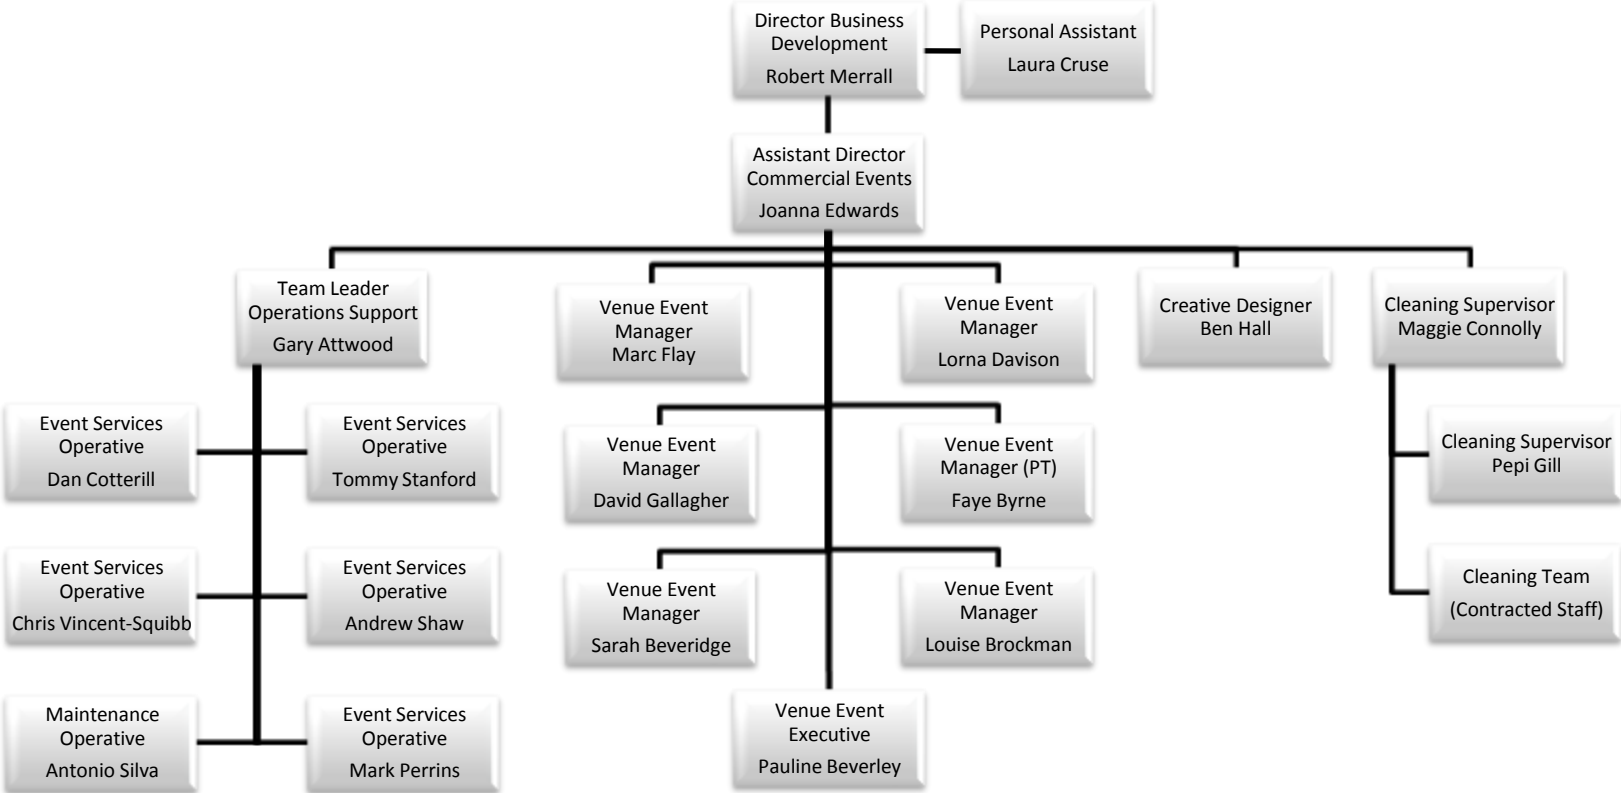 Director Business
Development
Robert Merrall
Personal Assistant
Laura Cruse
Assistant Director
Commercial Events
Joanna Edwards
Team Leader
Operations Support
Gary Attwood
Venue Event
Manager
Marc Flay
Venue Event
Manager
Lorna Davison
Creative Designer
Ben Hall
Cleaning Supervisor
Maggie Connolly
Event Services
Operative
Dan Cotterill
Event Services
Operative
Tommy Stanford
Venue Event
Manager
David Gallagher
Venue Event
Manager (PT)
Faye Byrne
Cleaning Supervisor
Pepi Gill
Event Services
Operative
Chris Vincent-Squibb
Event Services
Operative
Andrew Shaw
Venue Event
Manager
Sarah Beveridge
Venue Event
Manager
Louise Brockman
Cleaning Team
(Contracted Staff)
Maintenance
Operative
Antonio Silva
Event Services
Operative
Mark Perrins
Venue Event
Executive
Pauline Beverley